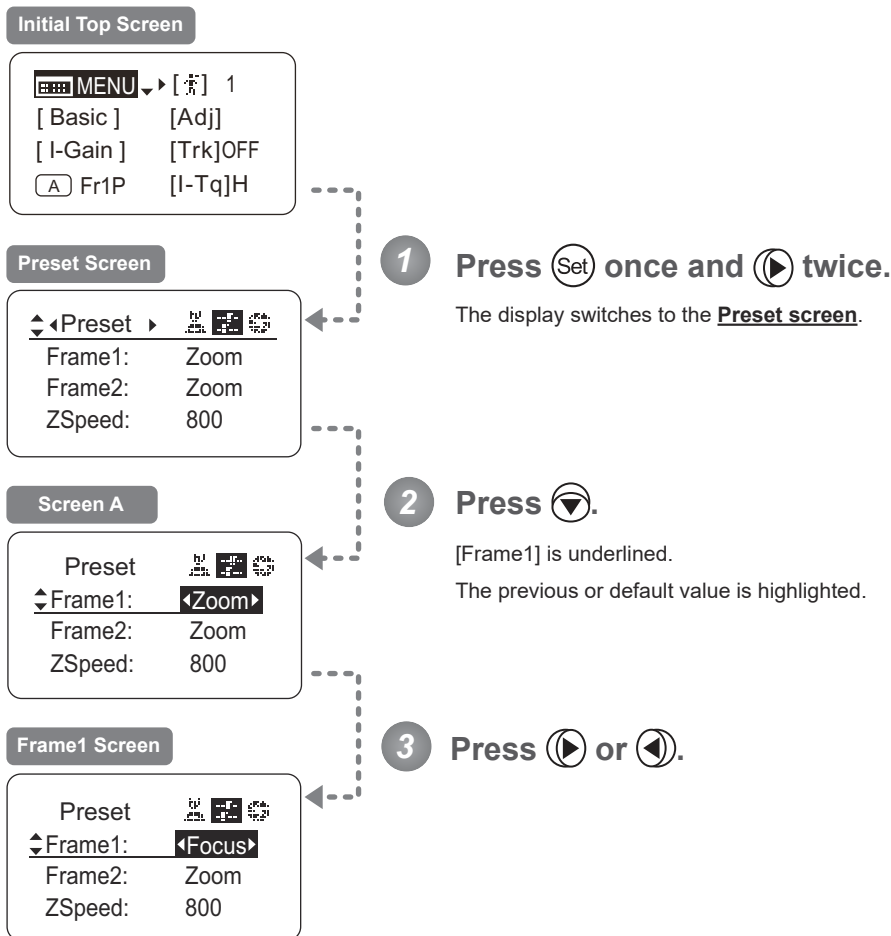 Initial Top Screen
MENU [ ] 1
[ Basic ] [Adj]
[ I-Gain ] [Trk]OFF
A Fr1P [I-Tq]H
Preset Screen
Preset
Frame1: Zoom
Frame2: Zoom
ZSpeed: 800
1 Press Set once and twice.
The display switches to the Preset screen.
Screen A
Preset
Frame1: Zoom
Frame2: Zoom
ZSpeed: 800
2 Press .
[Frame1] is underlined.
The previous or default value is highlighted.
Frame1 Screen
Preset
Frame1: Focus
Frame2: Zoom
ZSpeed: 800
3 Press or .